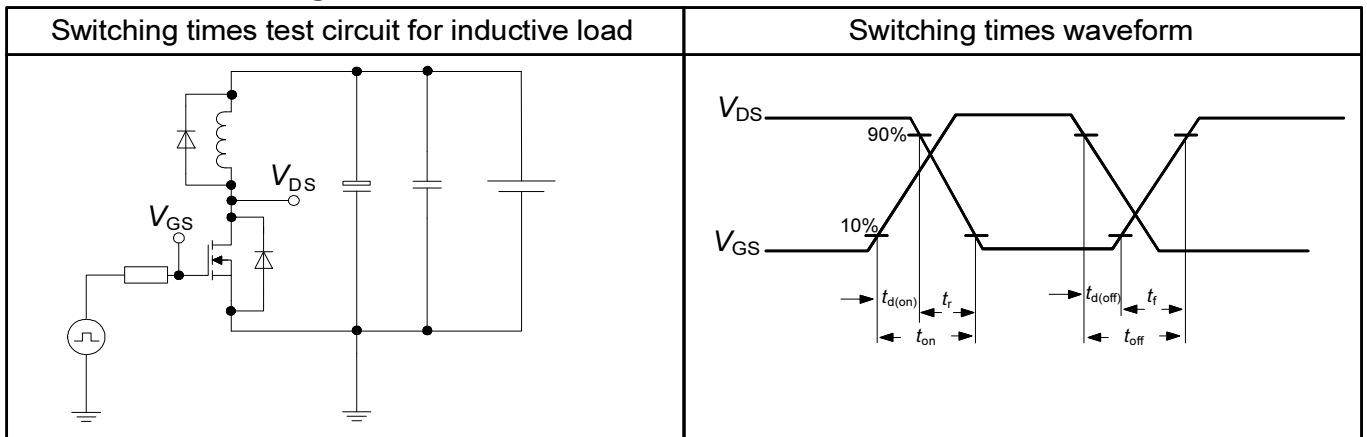 Switching times test circuit for inductive load
Switching times waveform
VDS
VGS
VDS
90%
10%
VGS
td(on) tr
ton
td(off) tf
toff